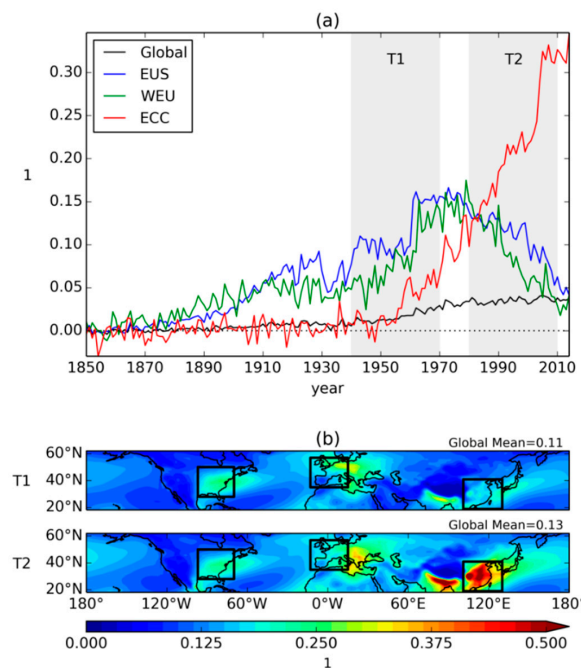 (a)
0.30
0.25
0.20
0.15
0.10
0.05
0.00
1
Global
EUS
WEU
ECC
T1
T2
1850 1870 1890 1910 1930 1950 1970 1990 2010
year
(b)
Global Mean=0.11
60°N
40°N
20°N
T1
Global Mean=0.13
60°N
40°N
20°N
T2
180° 120°W 60°W 0°W 60°E 120°E 180°
0.000 0.125 0.250 0.375 0.500
1